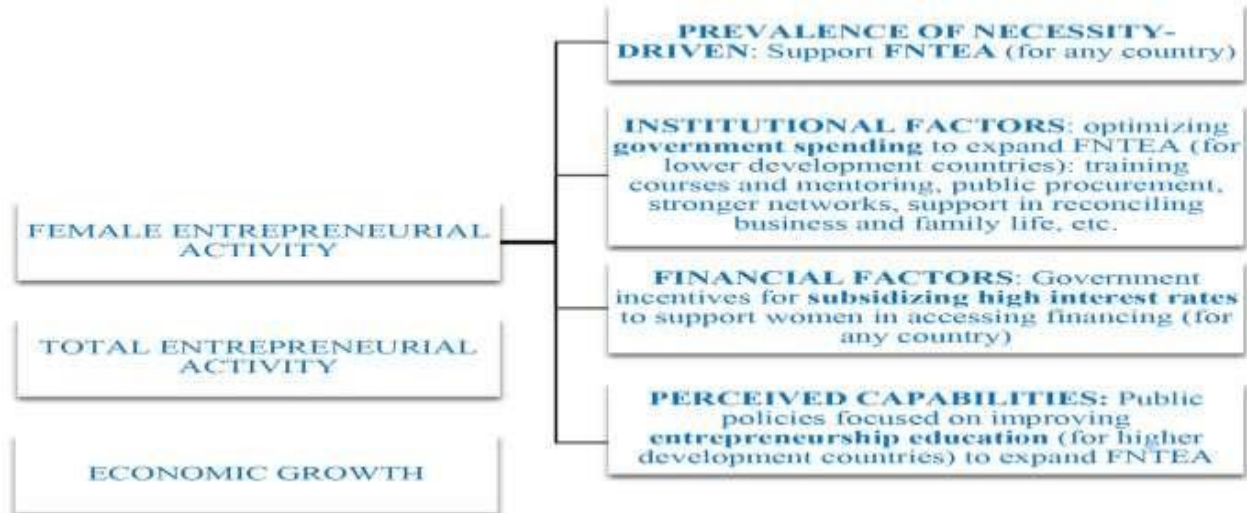 FEMALE ENTREPRENEURIAL
ACTIVITY
TOTAL ENTREPRENEURIAL
ACTIVITY
ECONOMIC GROWTH
PREVALENCE OF NECESSITY-
DRIVEN: Support FNTEA (for any country)
INSTITUTIONAL FACTORS: optimizing
government spending to expand FNTEA (for
lower development countries): training
courses and mentoring, public procurement,
stronger networks, support in reconciling
business and family life, etc.
FINANCIAL FACTORS: Government
incentives for subsidizing high interest rates
to support women in accessing financing (for
any country)
PERCEIVED CAPABILITIES: Public
policies focused on improving
entrepreneurship education (for higher
development countries) to expand FNTEA